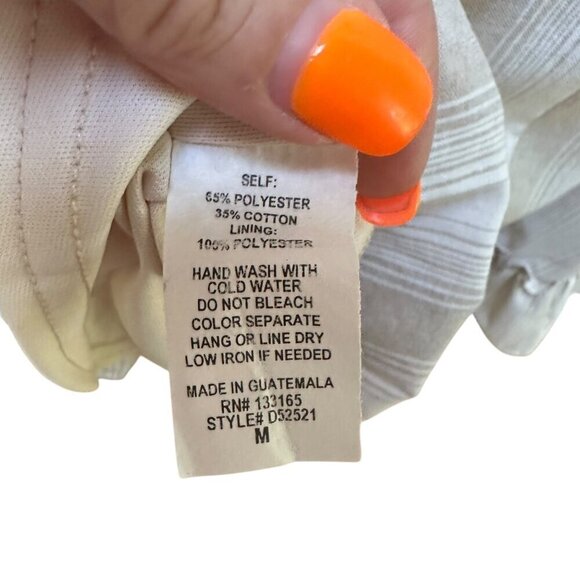 SELF:
65% POLYESTER
35% COTTON
LINING:
100% POLYESTER
HAND WASH WITH
COLD WATER
DO NOT BLEACH
COLOR SEPARATE
HANG OR LINE DRY
LOW IRON IF NEEDED
MADE IN GUATEMALA
RN# 133165
STYLE# D52521
M